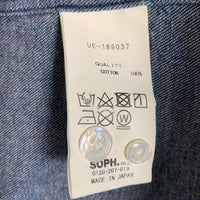 UE-189037
QUALITY
COTTON 100%
SOPH.
0120-207-019
MADE IN JAPAN